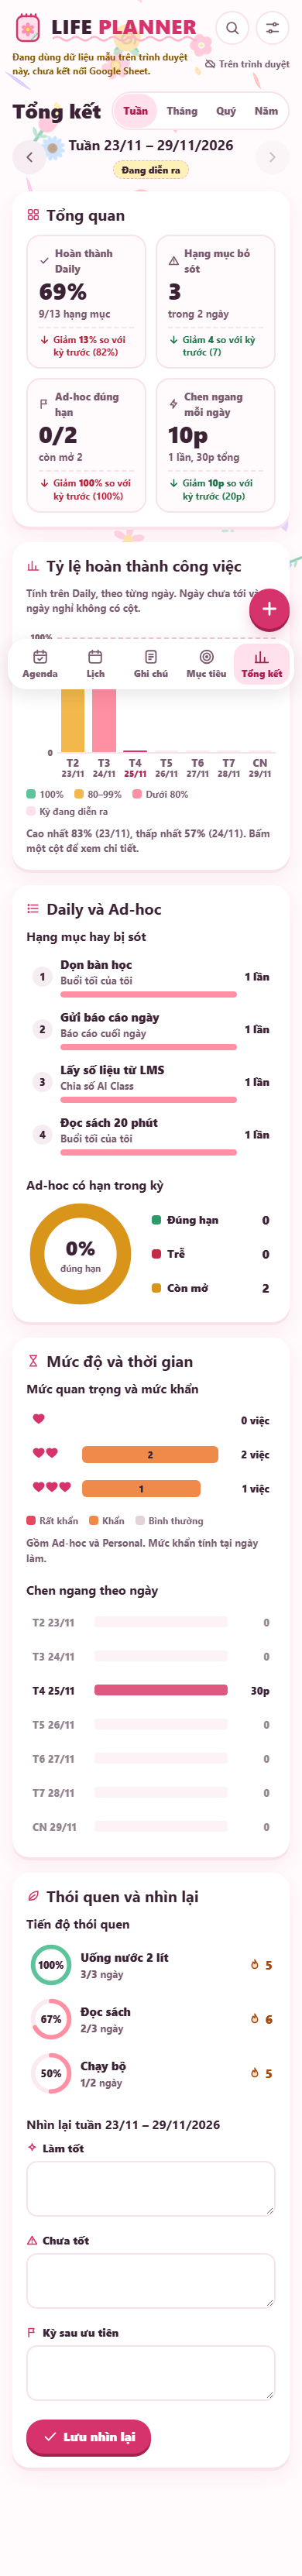 LIFE PLANNER
Đang dùng dữ liệu mẫu trên trình duyệt
này, chưa kết nối Google Sheet.
Trên trình duyệt
Tổng kết
Tuần
Tháng
Quý
Năm
Tuần 23/11 – 29/11/2026
Đang diễn ra
Tổng quan
Hoàn thành
Daily
69%
9/13 hạng mục
Giảm 13% so với
kỳ trước (82%)
Hạng mục bỏ
sót
3
trong 2 ngày
Giảm 4 so với kỳ
trước (7)
Ad-hoc đúng
hạn
0/2
còn mở 2
Giảm 100% so với
kỳ trước (100%)
Chen ngang
mỗi ngày
10p
1 lần, 30p tổng
Giảm 10p so với
kỳ trước (20p)
Tỷ lệ hoàn thành công việc
Tính trên Daily, theo từng ngày. Ngày chưa tới và
ngày nghỉ không có cột.
100%
Agenda
Lịch
Ghi chú
Mục tiêu
Tổng kết
0
T2 T3 T4 T5 T6 T7 CN
23/11 24/11 25/11 26/11 27/11 28/11 29/11
100%
80–99%
Dưới 80%
Kỳ đang diễn ra
Cao nhất 83% (23/11), thấp nhất 57% (24/11). Bấm
một cột để xem chi tiết.
Daily và Ad-hoc
Hạng mục hay bị sót
1
Dọn bàn học
Buổi tối của tôi
1 lần
2
Gửi báo cáo ngày
Báo cáo cuối ngày
1 lần
3
Lấy số liệu từ LMS
Chia số AI Class
1 lần
4
Đọc sách 20 phút
Buổi tối của tôi
1 lần
Ad-hoc có hạn trong kỳ
0%
đúng hạn
Đúng hạn 0
Trễ 0
Còn mở 2
Mức độ và thời gian
Mức quan trọng và mức khẩn
0 việc
2
2 việc
1
1 việc
Rất khẩn
Khẩn
Bình thường
Gồm Ad-hoc và Personal. Mức khẩn tính tại ngày
làm.
Chen ngang theo ngày
T2 23/11 0
T3 24/11 0
T4 25/11 30p
T5 26/11 0
T6 27/11 0
T7 28/11 0
CN 29/11 0
Thói quen và nhìn lại
Tiến độ thói quen
100%
Uống nước 2 lít
3/3 ngày
5
67%
Đọc sách
2/3 ngày
6
50%
Chạy bộ
1/2 ngày
5
Nhìn lại tuần 23/11 – 29/11/2026
Làm tốt
Chưa tốt
Kỳ sau ưu tiên
Lưu nhìn lại